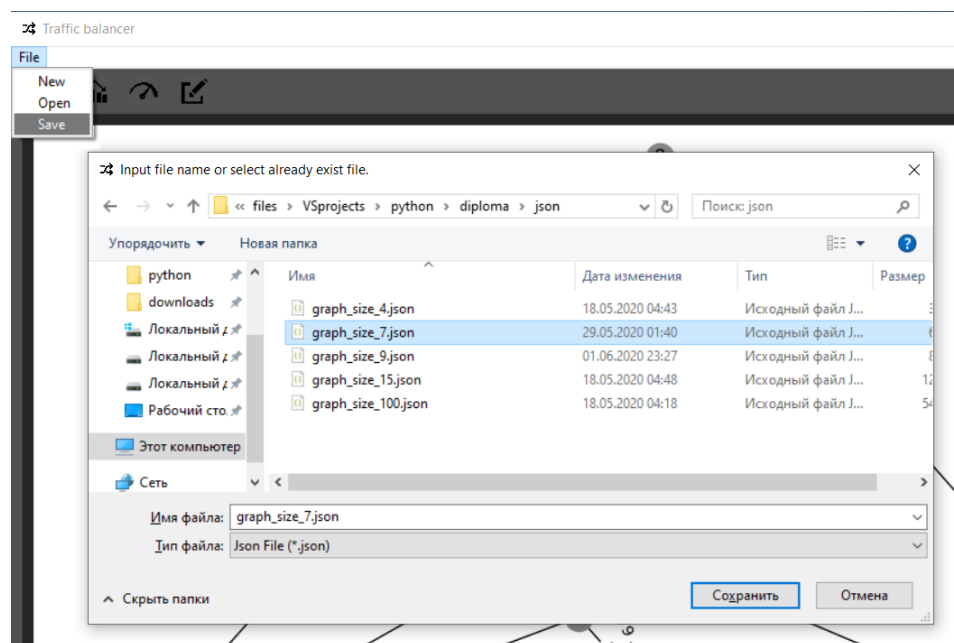 Traffic balancer
File
New
Open
Save
Input file name or select already exist file.
« files › VSprojects › python › diploma › json
Поиск: json
Упорядочить
Новая папка
python
downloads
Локальный
Локальный
Локальный
Рабочий сто
Этот компьютер
Сеть
Имя Дата изменения Тип Размер
graph_size_4.json 18.05.2020 04:43 Исходный файл J...
graph_size_7.json 29.05.2020 01:40 Исходный файл J...
graph_size_9.json 01.06.2020 23:27 Исходный файл J...
graph_size_15.json 18.05.2020 04:48 Исходный файл J... 12
graph_size_100.json 18.05.2020 04:18 Исходный файл J... 54
Имя файла: graph_size_7.json
Тип файла: Json File (*.json)
Скрыть папки
Сохранить
Отмена